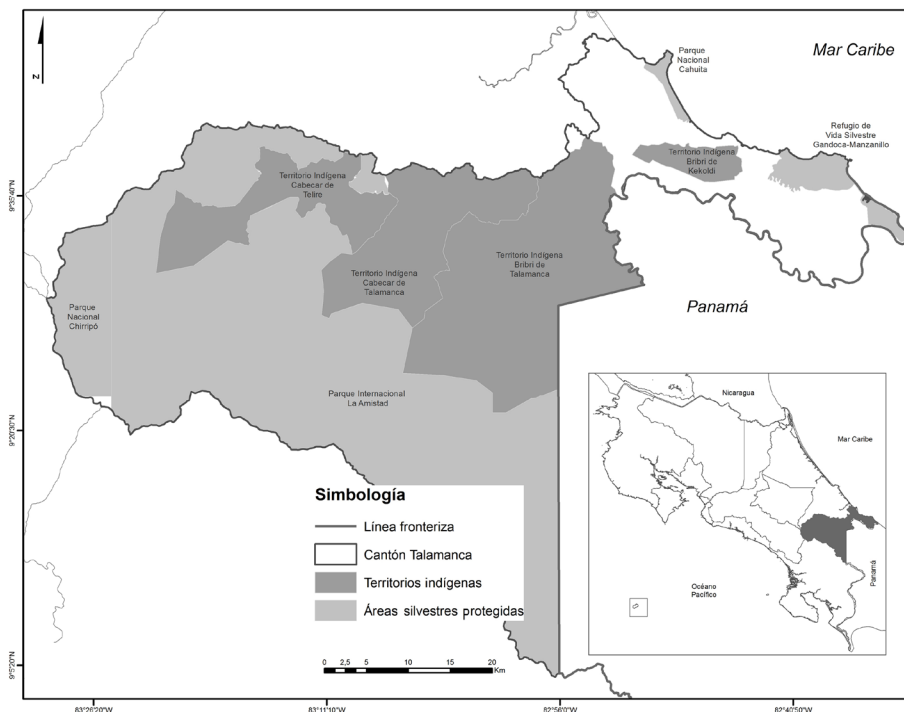 Mar Caribe
Parque
Nacional
Cahuita
Refugio de
Vida Silvestre
Gandoca-Manzanillo
Territorio Indígena
Bribri de
Kekoldi
Territorio Indígena
Cabecar de
Telire
Territorio Indígena
Bribri de
Talamanca
Territorio Indígena
Cabecar de
Talamanca
Parque
Nacional
Chirripó
Panamá
Parque Internacional
La Amistad
N
9°35'40"N
9°20'30"N
9°5'20"N
Simbología
Línea fronteriza
Cantón Talamanca
Territorios indígenas
Áreas silvestres protegidas
0 2,5 5 10 15 20
Km
Nicaragua
Mar Caribe
Panamá
Océano
Pacífico
83°26'20"W
83°11'10"W
82°56'0"W
82°40'50"W